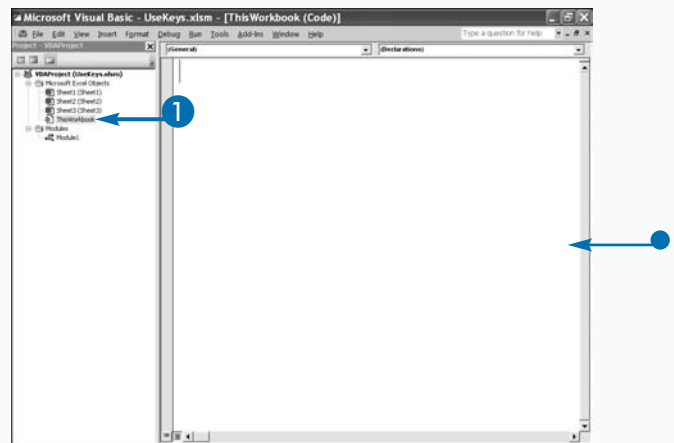 Microsoft Visual Basic - UseKeys.xlsm - [ThisWorkbook (Code)]
File Edit View Insert Format Debug Run Tools Add-Ins Window Help Type a question for help
Project - VBAProject
(General) (Declarations)
VBAProject (UseKeys.xlsm)
Microsoft Excel Objects
Sheet1 (Sheet1)
Sheet2 (Sheet2)
Sheet3 (Sheet3)
ThisWorkbook
1
Modules
Module1